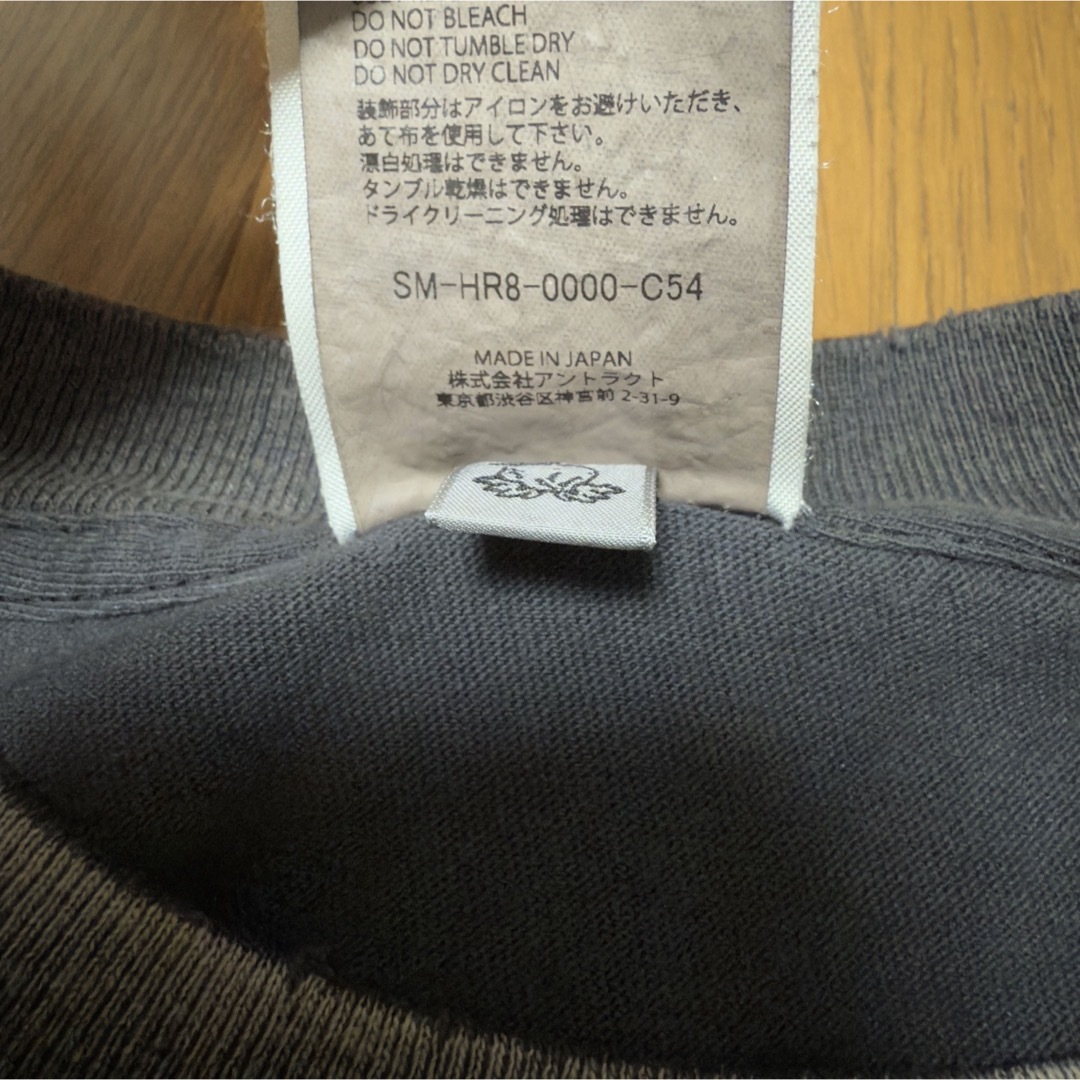 DO NOT BLEACH
DO NOT TUMBLE DRY
DO NOT DRY CLEAN
装飾部分はアイロンをお避けいただき、
あて布を使用して下さい。
漂白処理はできません。
タンブル乾燥はできません。
ドライクリーニング処理はできません。
SM-HR8-0000-C54
MADE IN JAPAN
株式会社アントラクト
東京都渋谷区神宮前 2-31-9